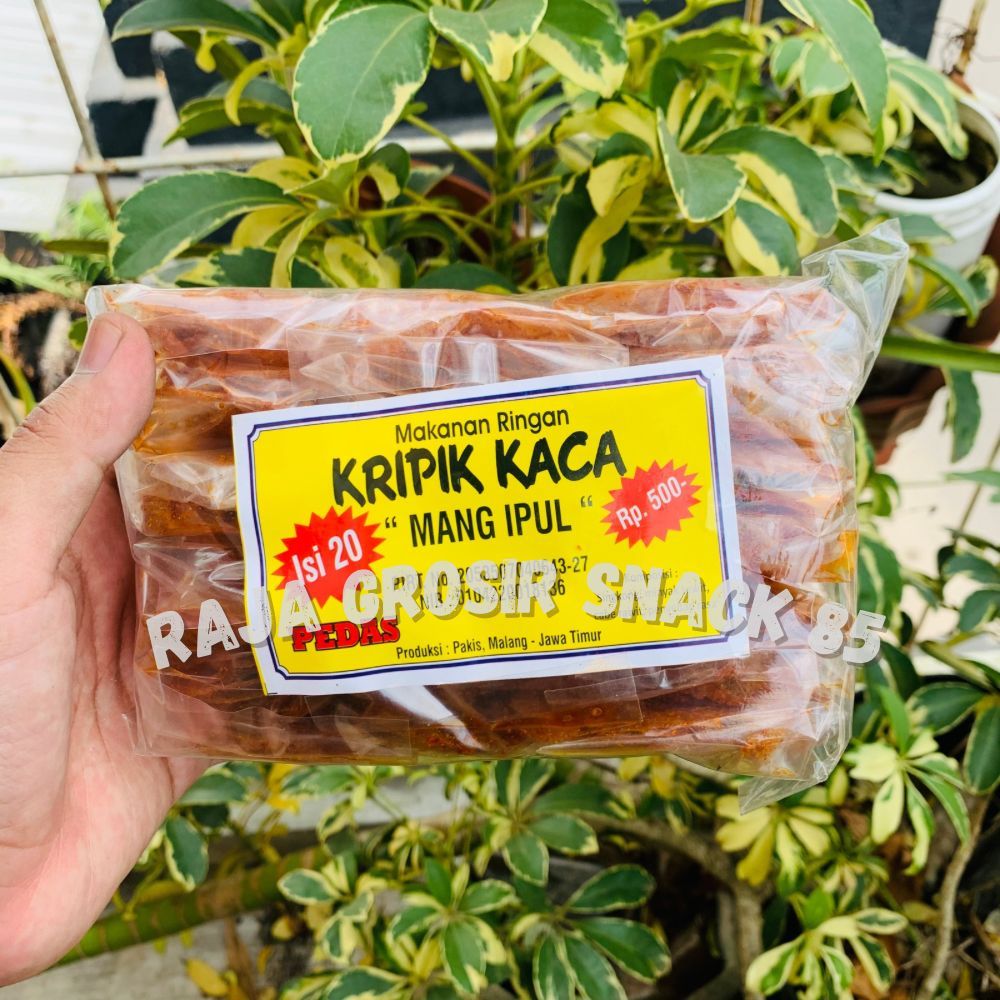 Makanan Ringan
KRIPIK KACA
" MANG IPUL "
Isi 20
Rp. 500-
PEDAS
Produksi : Pakis, Malang - Jawa Timur
RAJA GROSIR SNACK 85